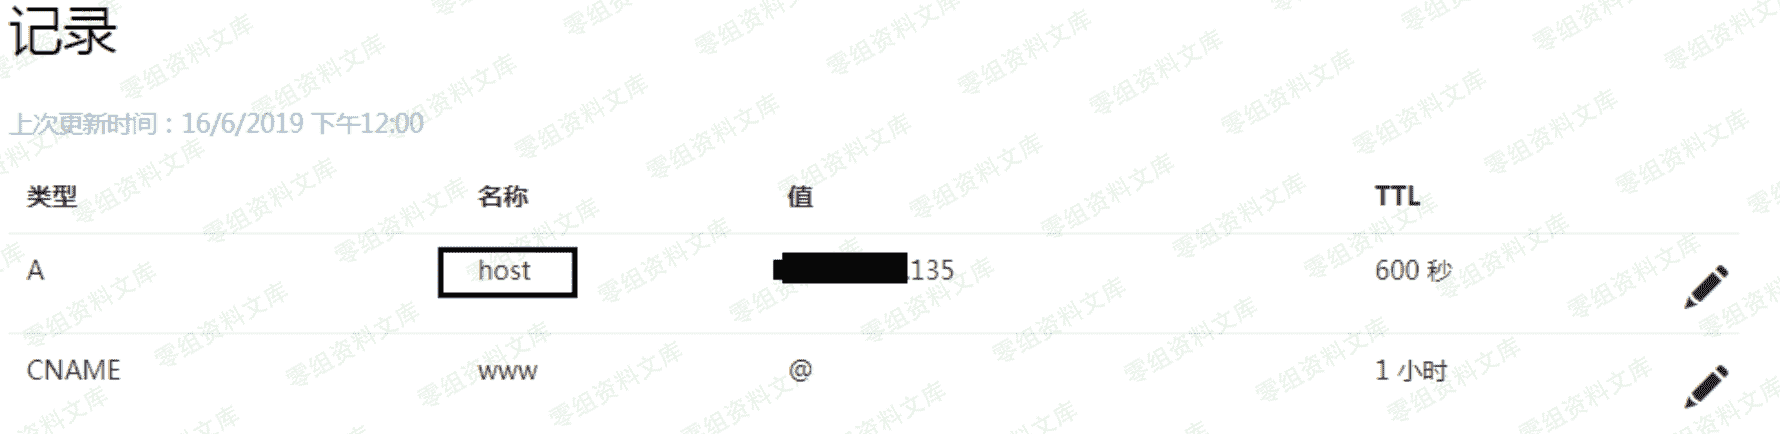 记录
上次更新时间：16/6/2019 下午12:00
类型 名称 值 TTL
A host .135 600 秒
CNAME www @ 1 小时
零组资料文库